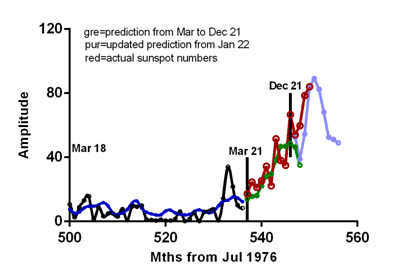 120
gre=prediction from Mar to Dec 21
pur=updated prediction from Jan 22
red=actual sunspot numbers
Dec 21
80
Amplitude
Mar 18
Mar 21
40
0
500 520 540 560
Mths from Jul 1976